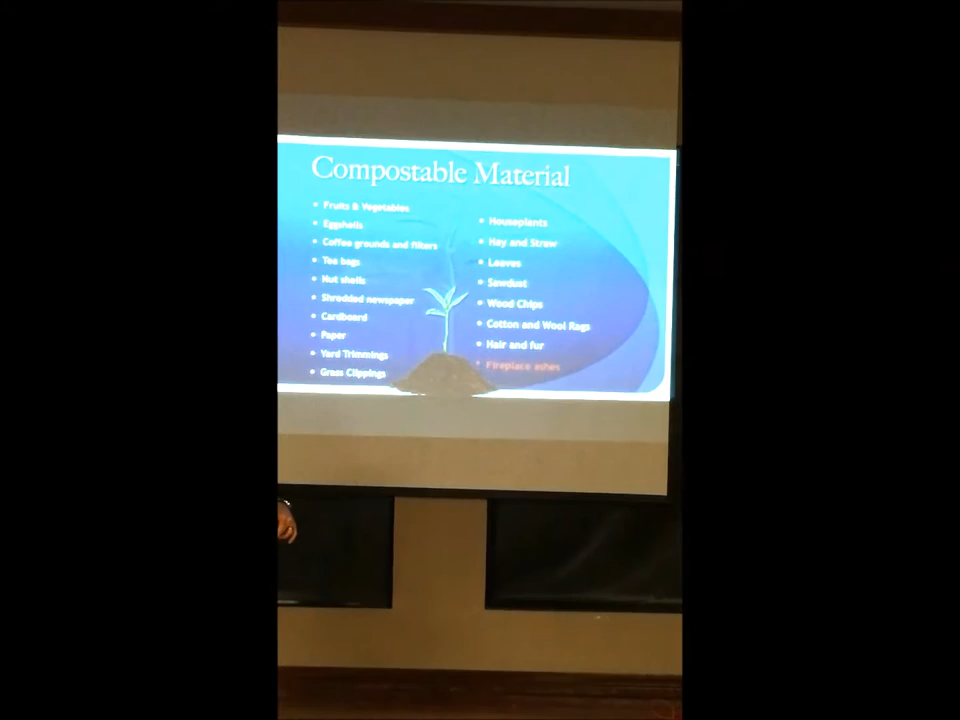 Compostable Material
• Fruits & Vegetables
• Eggshells
• Coffee grounds and filters
• Tea bags
• Nut shells
• Shredded newspaper
• Cardboard
• Paper
• Yard Trimmings
• Grass Clippings
• Houseplants
• Hay and Straw
• Leaves
• Sawdust
• Wood Chips
• Cotton and Wool Rags
• Hair and fur
• Fireplace ashes